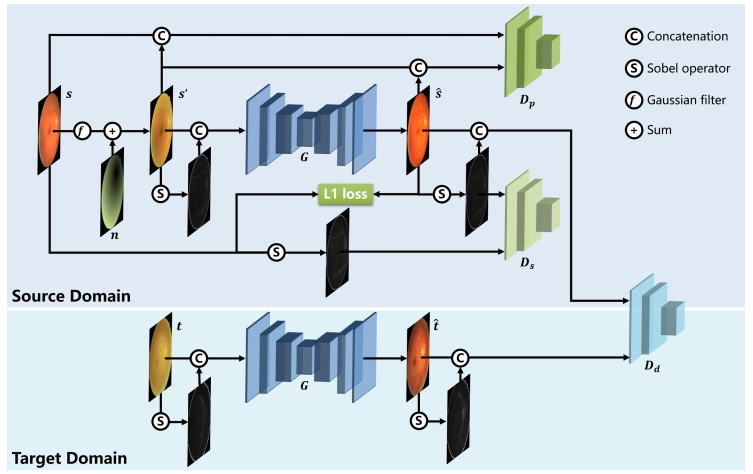 C
C Concatenation
s
s'
ŝ
C
D_p
S Sobel operator
f
+
C
G
C
f Gaussian filter
+ Sum
n
S
L1 loss
S
S
D_s
Source Domain
t
t̂
C
G
C
D_d
S
S
Target Domain